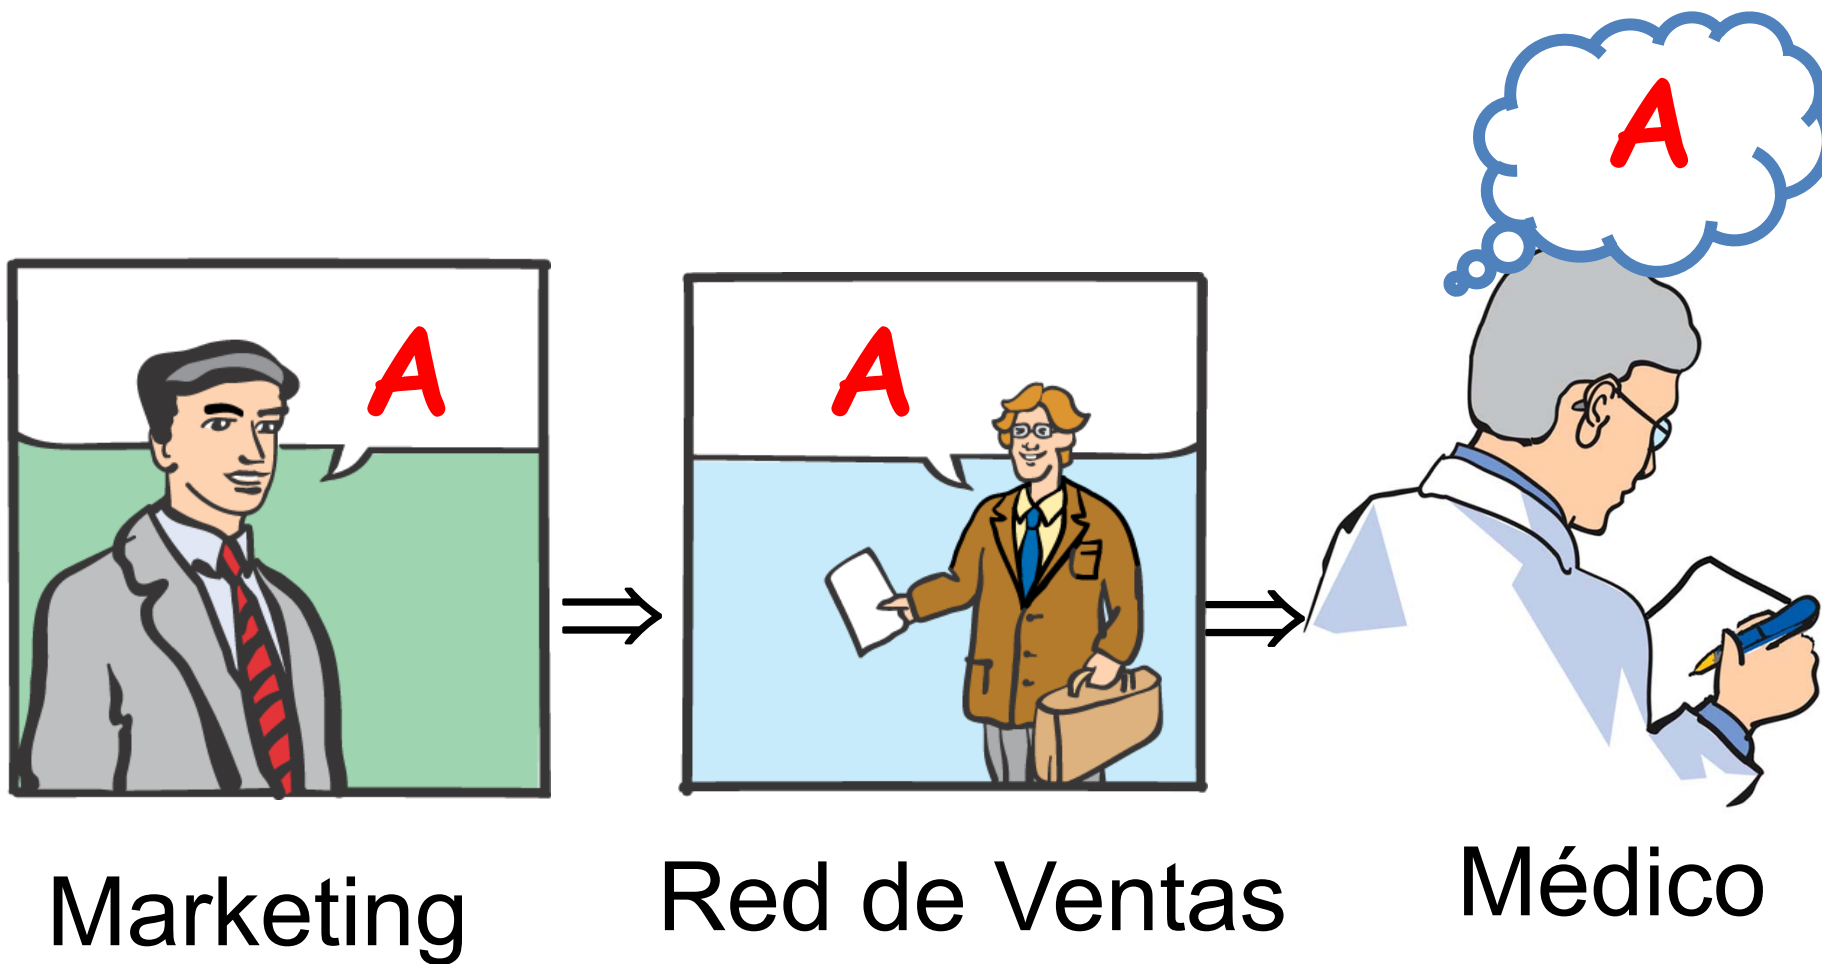 A
A
A
Marketing
Red de Ventas
Médico